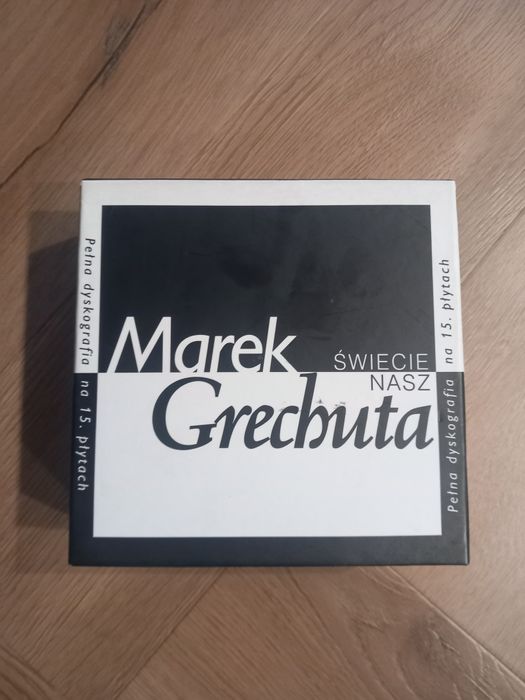 Marek
ŚWIECIE
NASZ
Grechuta
Pełna dyskografia na 15. płytach
Pełna dyskografia na 15. płytach